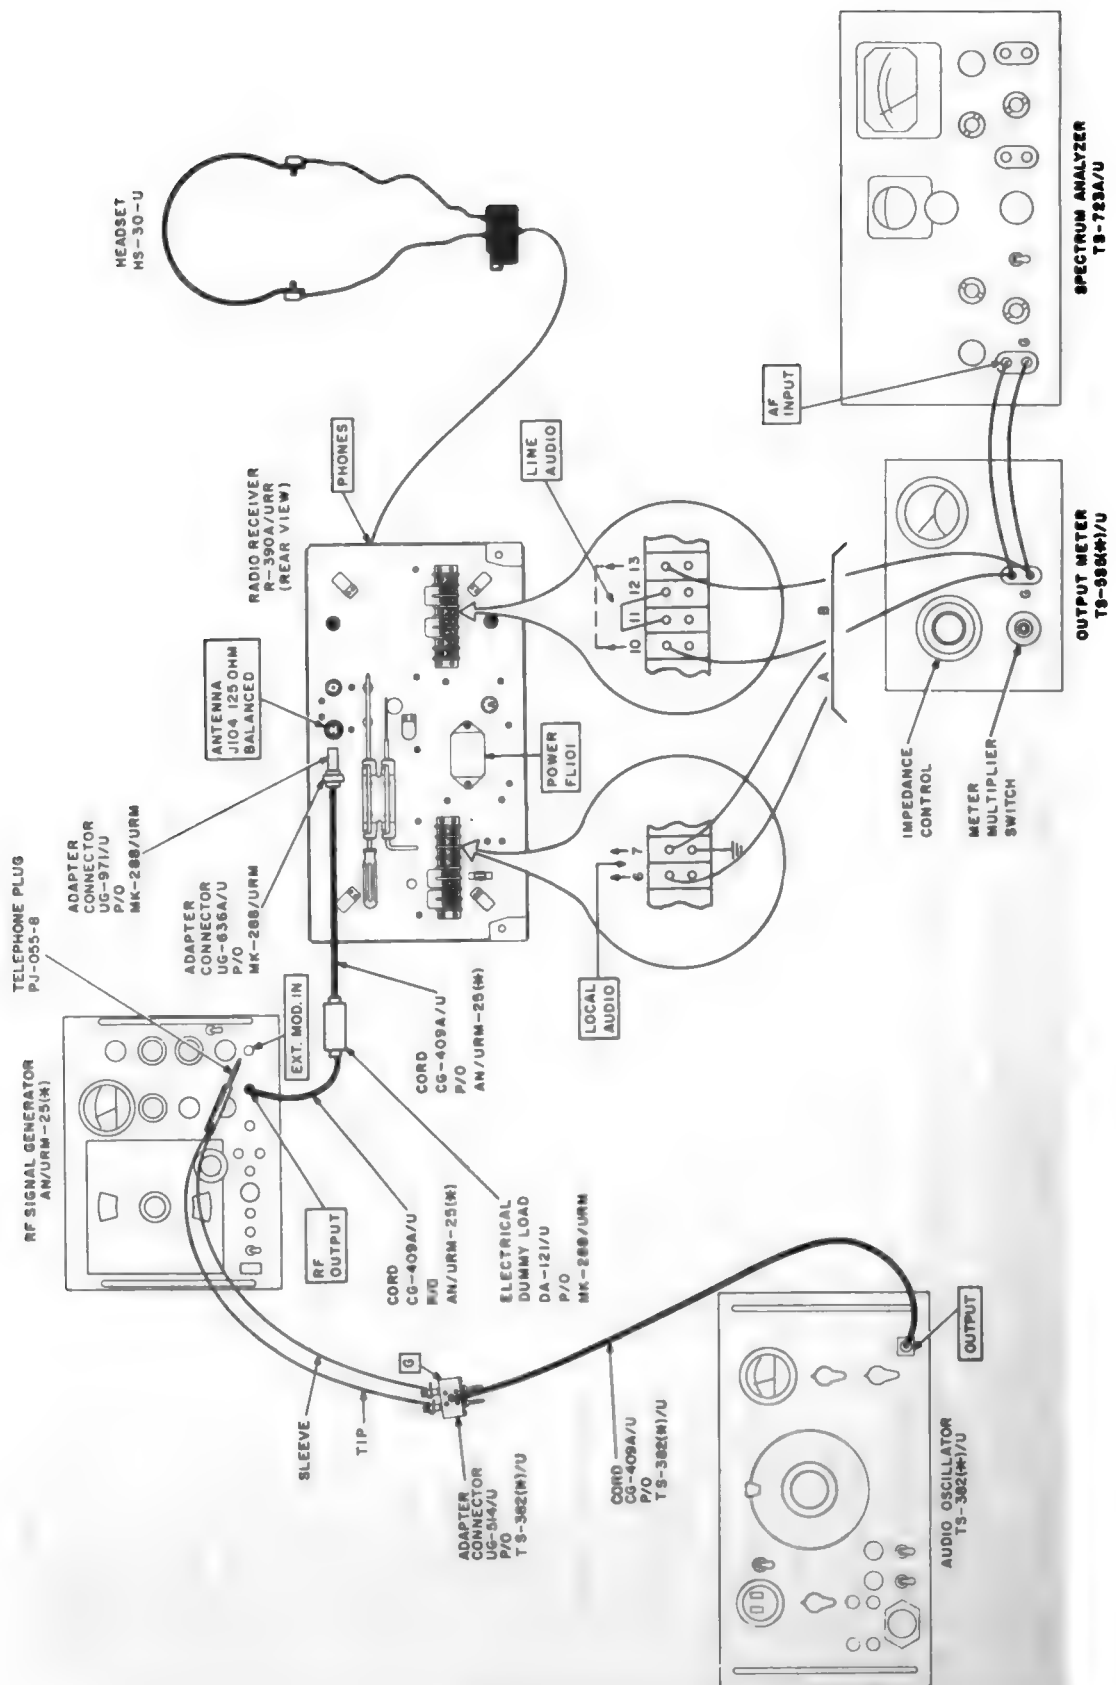 HEADSET
HS-30-U
TELEPHONE PLUG
PJ-055-B
RF SIGNAL GENERATOR
AN/URM-25(*)
ADAPTER
CONNECTOR
UG-971/U
P/O
MK-288/URM
ADAPTER
CONNECTOR
UG-636A/U
P/O
MK-288/URM
ANTENNA
J104 125 OHM
BALANCED
RADIO RECEIVER
R-390A/URR
(REAR VIEW)
PHONES
EXT. MOD. IN
RF
OUTPUT
CORD
CG-409A/U
P/O
AN/URM-25(*)
CORD
CG-409A/U
P/O
AN/URM-25(*)
ELECTRICAL
DUMMY LOAD
DA-121/U
P/O
MK-288/URM
POWER
FL101
LINE
AUDIO
10 11 12 13
LOCAL
AUDIO
6 7
A B
SLEEVE
TIP
G
ADAPTER
CONNECTOR
UG-514/U
P/O
TS-382(*)/U
CORD
CG-409A/U
P/O
TS-382(*)/U
OUTPUT
AUDIO OSCILLATOR
TS-382(*)/U
IMPEDANCE
CONTROL
METER
MULTIPLIER
SWITCH
G
OUTPUT METER
AF
INPUT
G
SPECTRUM ANALYZER
TS-723A/U